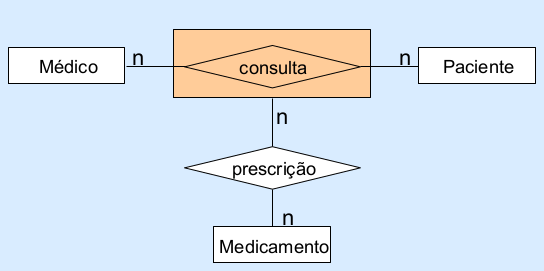 Médico n consulta n Paciente
n
prescrição
n
Medicamento